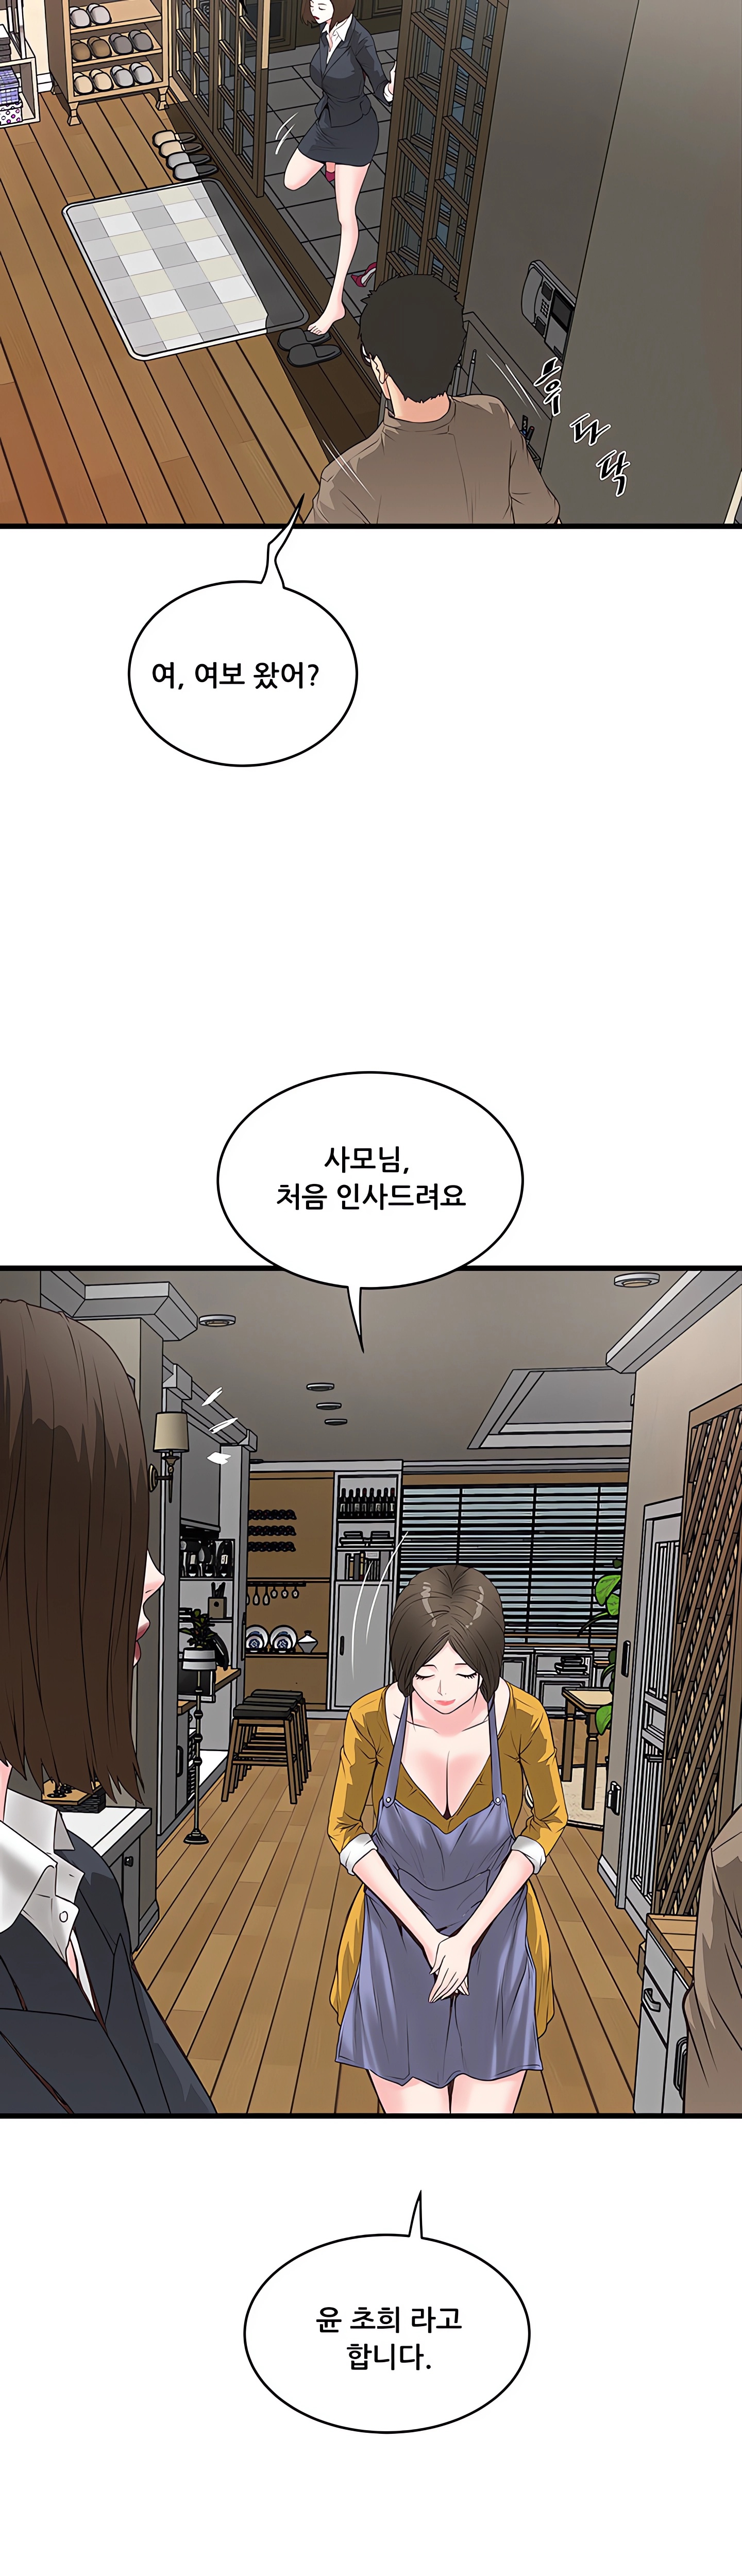 후다닥
여, 여보 왔어?
사모님,
처음 인사드려요
윤 초희 라고
합니다.